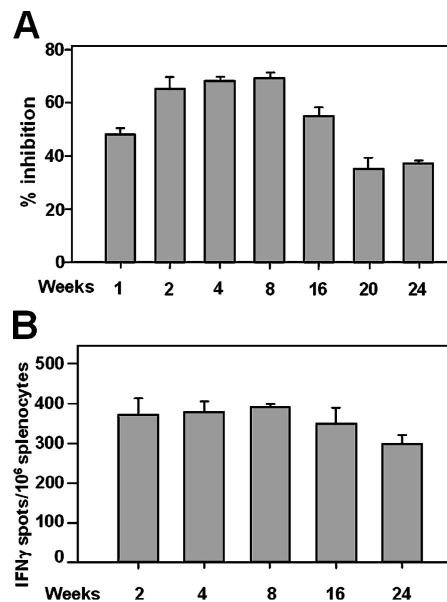 A
% inhibition
80
60
40
20
0
Weeks 1 2 4 8 16 20 24
B
IFNγ spots/10⁶ splenocytes
500
400
300
200
100
0
Weeks 2 4 8 16 24